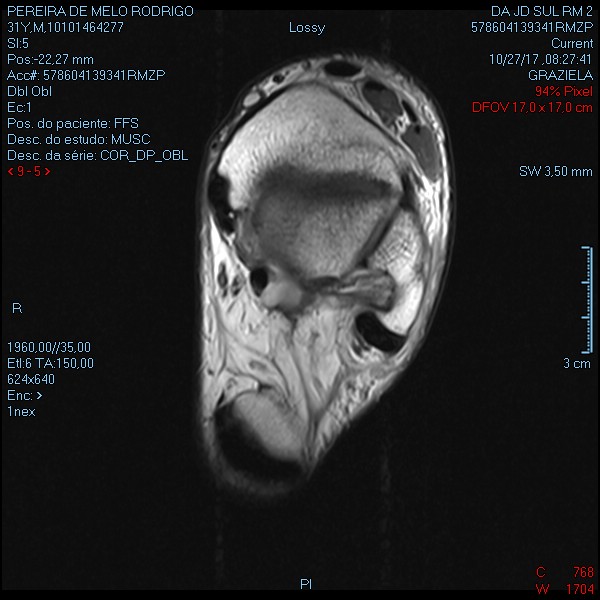 PEREIRA DE MELO RODRIGO
31Y,M,10101464277
Sl:5
Pos:-22,27 mm
Acc#: 578604139341RMZP
Dbl Obl
Ec:1
Pos. do paciente: FFS
Desc. do estudo: MUSC
Desc. da série: COR_DP_OBL
< 9 - 5 >
Lossy
DA JD SUL RM 2
578604139341RMZP
Current
10/27/17 ,08:27:41
GRAZIELA
94% Pixel
DFOV 17,0 x 17,0 cm
SW 3,50 mm
R
3 cm
1960,00//35,00
Etl:6 TA:150,00
624x640
Enc: >
1nex
PI
C 768
W 1704